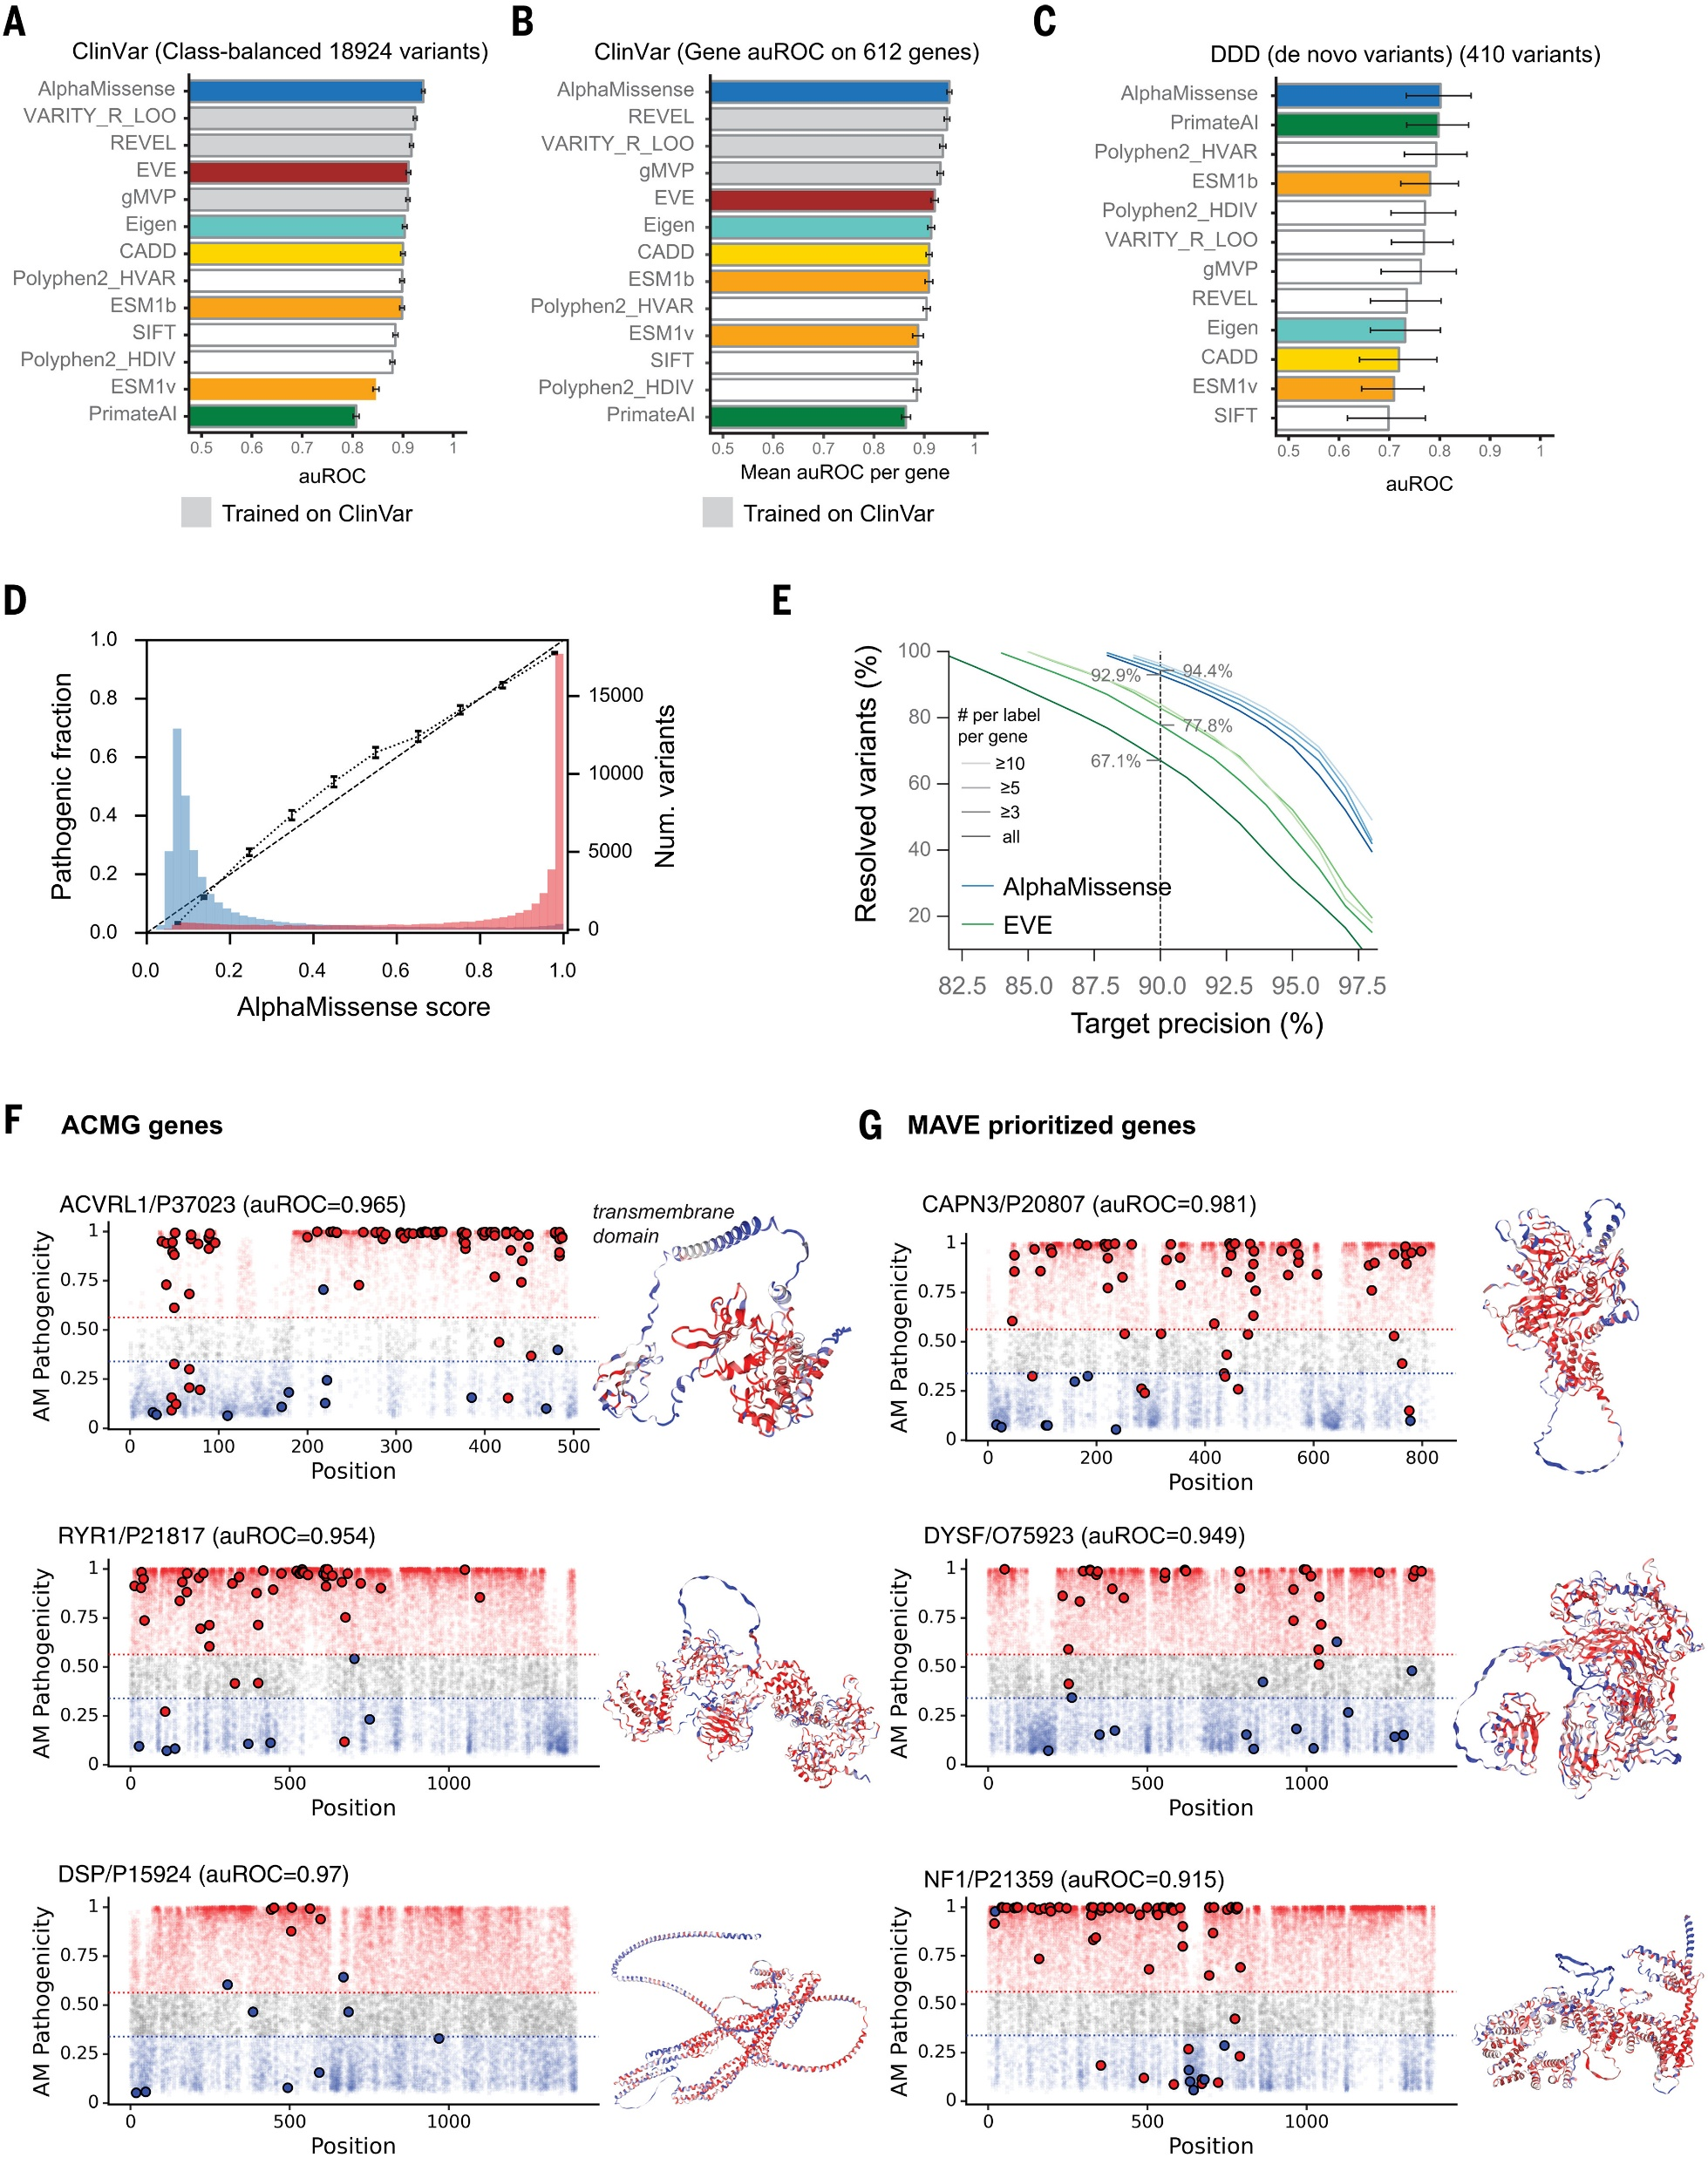 A
ClinVar (Class-balanced 18924 variants)
AlphaMissense
VARITY_R_LOO
REVEL
EVE
gMVP
Eigen
CADD
Polyphen2_HVAR
ESM1b
SIFT
Polyphen2_HDIV
ESM1v
PrimateAI
0.5 0.6 0.7 0.8 0.9 1
auROC
Trained on ClinVar
B
ClinVar (Gene auROC on 612 genes)
AlphaMissense
REVEL
VARITY_R_LOO
gMVP
EVE
Eigen
CADD
ESM1b
Polyphen2_HVAR
ESM1v
SIFT
Polyphen2_HDIV
PrimateAI
0.5 0.6 0.7 0.8 0.9 1
Mean auROC per gene
Trained on ClinVar
C
DDD (de novo variants) (410 variants)
AlphaMissense
PrimateAI
Polyphen2_HVAR
ESM1b
Polyphen2_HDIV
VARITY_R_LOO
gMVP
REVEL
Eigen
CADD
ESM1v
SIFT
0.5 0.6 0.7 0.8 0.9 1
auROC
D
Pathogenic fraction
1.0
0.8
0.6
0.4
0.2
0.0
15000
10000
5000
0
Num. variants
0.0 0.2 0.4 0.6 0.8 1.0
AlphaMissense score
E
Resolved variants (%)
100
80
60
40
20
92.9%
94.4%
77.8%
67.1%
# per label
per gene
≥10
≥5
≥3
all
AlphaMissense
EVE
82.5 85.0 87.5 90.0 92.5 95.0 97.5
Target precision (%)
F ACMG genes
ACVRL1/P37023 (auROC=0.965)
AM Pathogenicity
1
0.75
0.50
0.25
0
0 100 200 300 400 500
Position
transmembrane
domain
RYR1/P21817 (auROC=0.954)
AM Pathogenicity
1
0.75
0.50
0.25
0
0 500 1000
Position
DSP/P15924 (auROC=0.97)
AM Pathogenicity
1
0.75
0.50
0.25
0
0 500 1000
Position
G MAVE prioritized genes
CAPN3/P20807 (auROC=0.981)
AM Pathogenicity
1
0.75
0.50
0.25
0
0 200 400 600 800
Position
DYSF/O75923 (auROC=0.949)
AM Pathogenicity
1
0.75
0.50
0.25
0
0 500 1000
Position
NF1/P21359 (auROC=0.915)
AM Pathogenicity
1
0.75
0.50
0.25
0
0 500 1000
Position